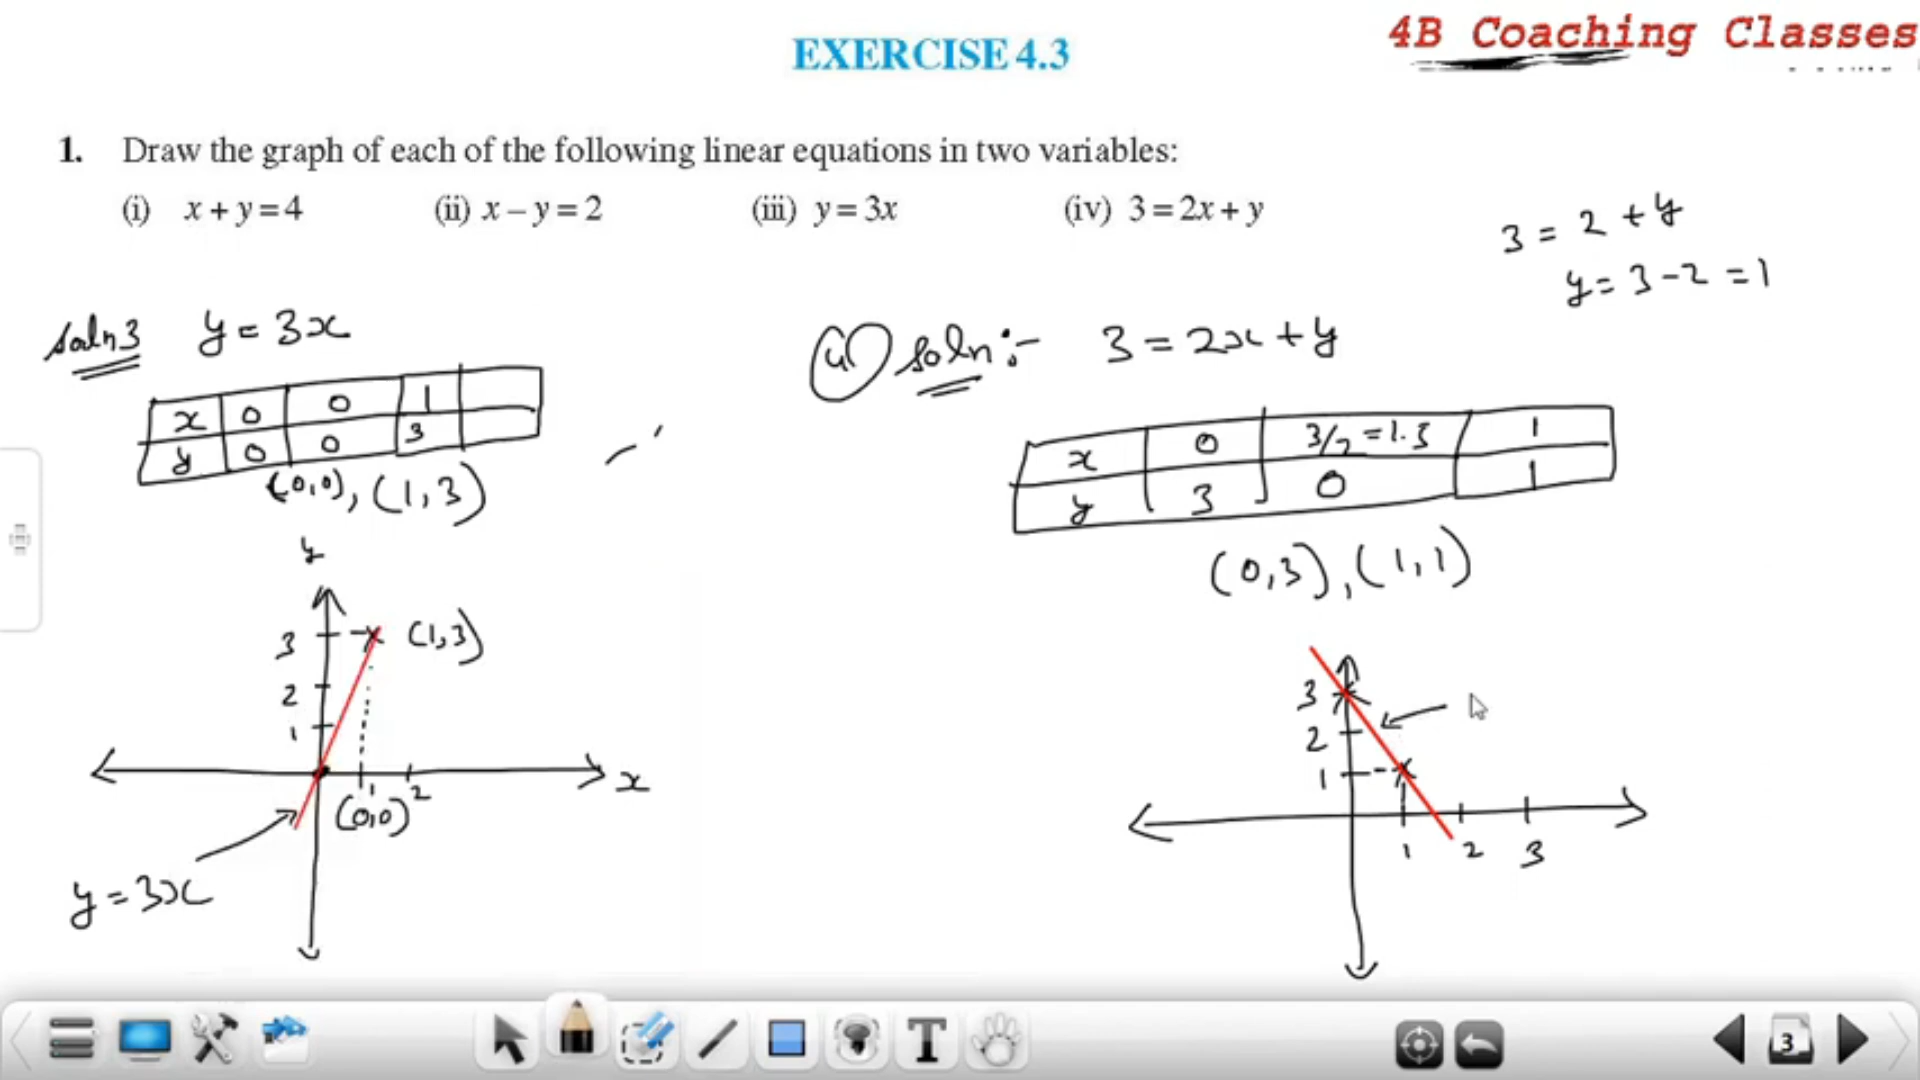 4B Coaching Classes
EXERCISE 4.3
1. Draw the graph of each of the following linear equations in two variables:
(i) x + y = 4 (ii) x – y = 2 (iii) y = 3x (iv) 3 = 2x + y
3 = 2 + y
y = 3 - 2 = 1
soln3 y = 3x
x 0 0 1
y 0 0 3
(0,0), (1,3)
y
3 (1,3)
2
1
x
1 2
(0,0)
y = 3x
soln :- 3 = 2x + y
x 0 3/2 = 1.5 1
y 3 0 1
(0,3), (1,1)
3
2
1
1 2 3
3